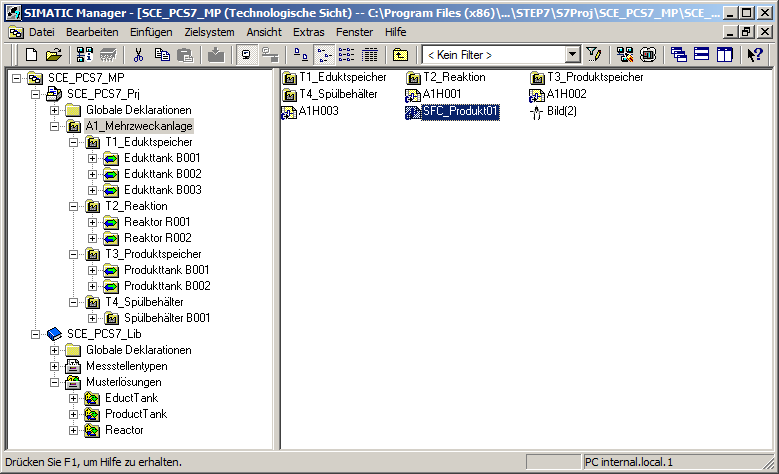 SIMATIC Manager - [SCE_PCS7_MP (Technologische Sicht) -- C:\Program Files (x86)\...\STEP7\S7Proj\SCE_PCS7_MP\SCE_...
Datei Bearbeiten Einfügen Zielsystem Ansicht Extras Fenster Hilfe
< Kein Filter >
SCE_PCS7_MP
SCE_PCS7_Prj
Globale Deklarationen
A1_Mehrzweckanlage
T1_Eduktspeicher
Edukttank B001
Edukttank B002
Edukttank B003
T2_Reaktion
Reaktor R001
Reaktor R002
T3_Produktspeicher
Produkttank B001
Produkttank B002
T4_Spülbehälter
Spülbehälter B001
SCE_PCS7_Lib
Globale Deklarationen
Messstellentypen
Musterlösungen
EductTank
ProductTank
Reactor
T1_Eduktspeicher T2_Reaktion T3_Produktspeicher
T4_Spülbehälter A1H001 A1H002
A1H003 SFC_Produkt01 Bild(2)
Drücken Sie F1, um Hilfe zu erhalten. PC internal.local.1